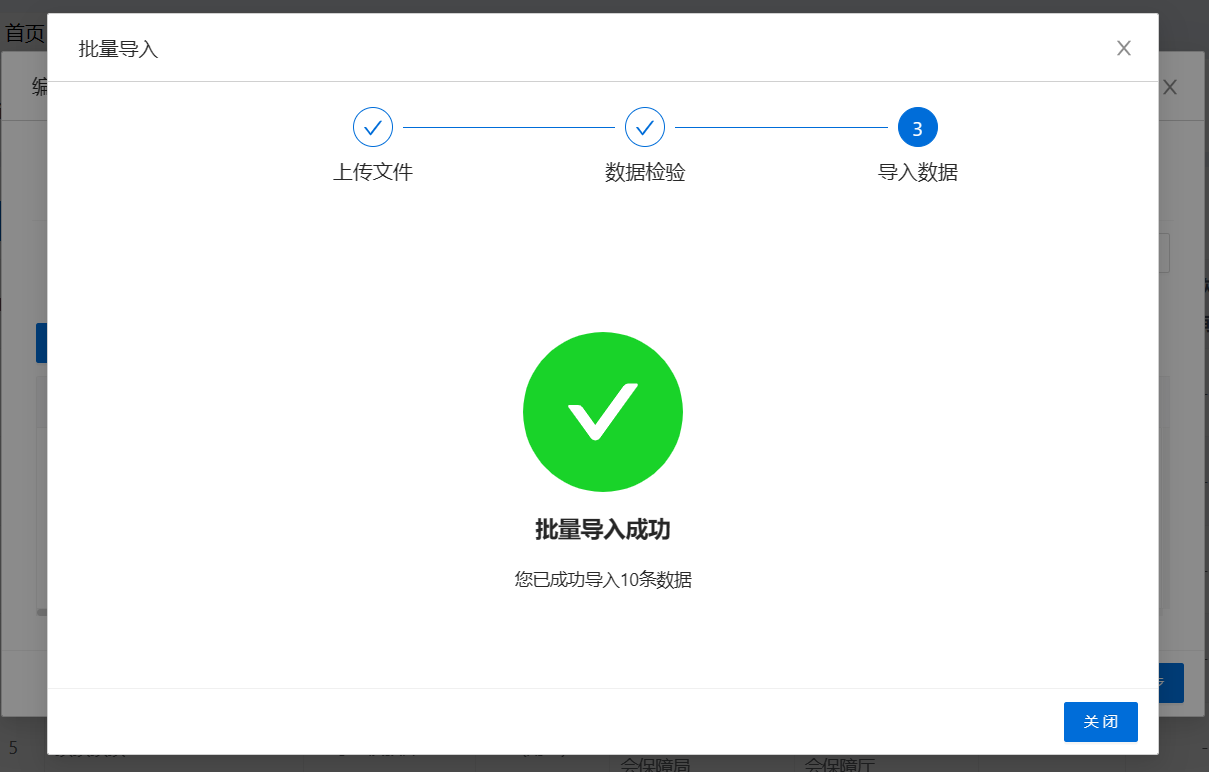 首页
批量导入
编
3
上传文件
数据检验
导入数据
批量导入成功
您已成功导入10条数据
关闭
5
会保障局
会保障厅